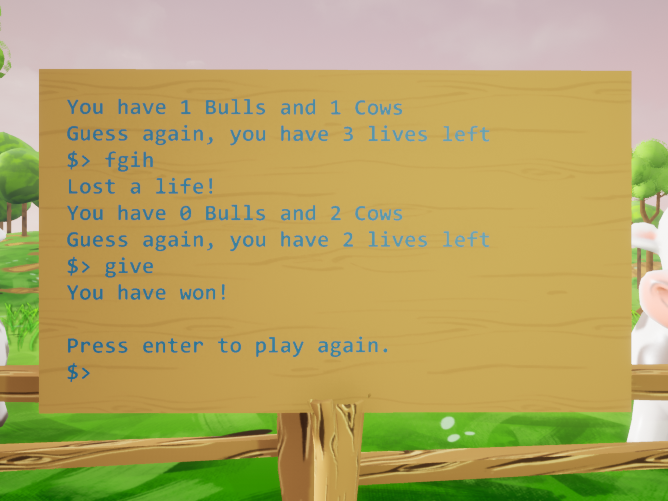 You have 1 Bulls and 1 Cows
Guess again, you have 3 lives left
$> fgih
Lost a life!
You have 0 Bulls and 2 Cows
Guess again, you have 2 lives left
$> give
You have won!
Press enter to play again.
$>